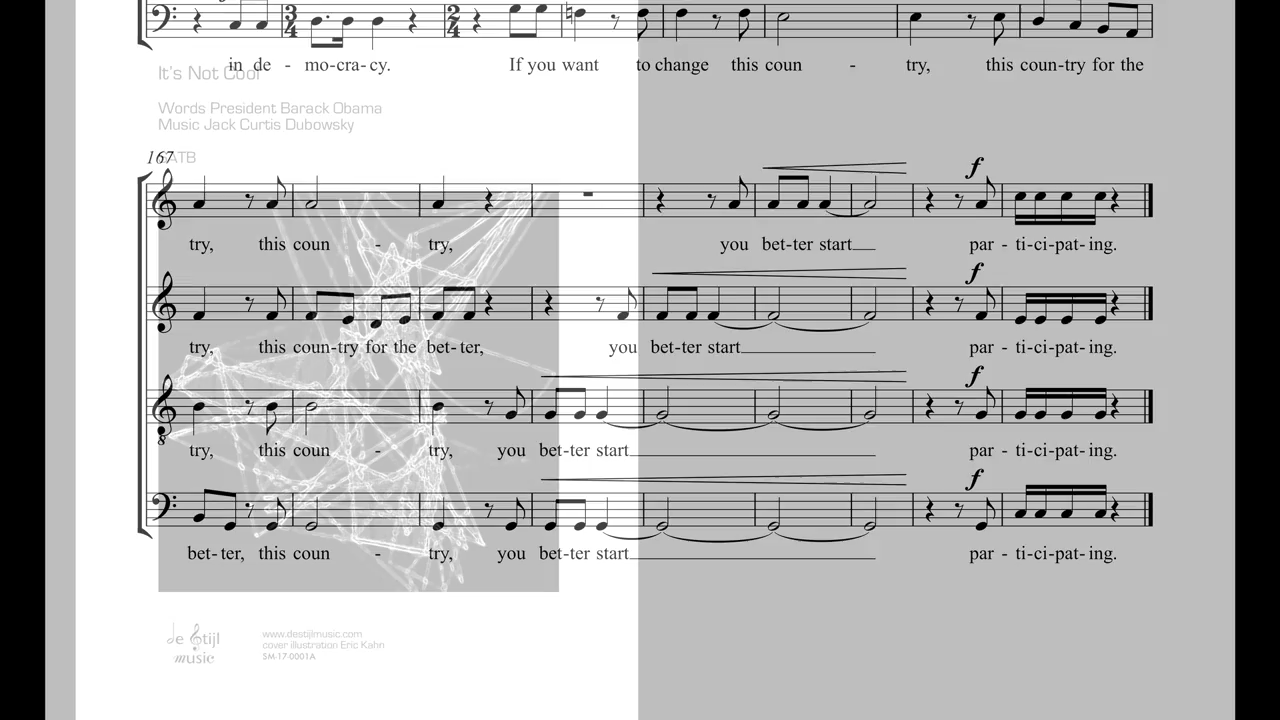 in de - mo-cra-cy. If you want to change this coun - try, this coun-try for the
It's Not Cool
Words President Barack Obama
Music Jack Curtis Dubowsky
167
SATB
f
try, this coun - try, you bet-ter start par - ti-ci-pat-ing.
f
try, this coun-try for the bet-ter, you bet-ter start par - ti-ci-pat-ing.
f
try, this coun - try, you bet-ter start par - ti-ci-pat-ing.
f
bet-ter, this coun - try, you bet-ter start par - ti-ci-pat-ing.
de Stijl
music
www.destijlmusic.com
cover illustration Eric Kahn
SM-17-0001A